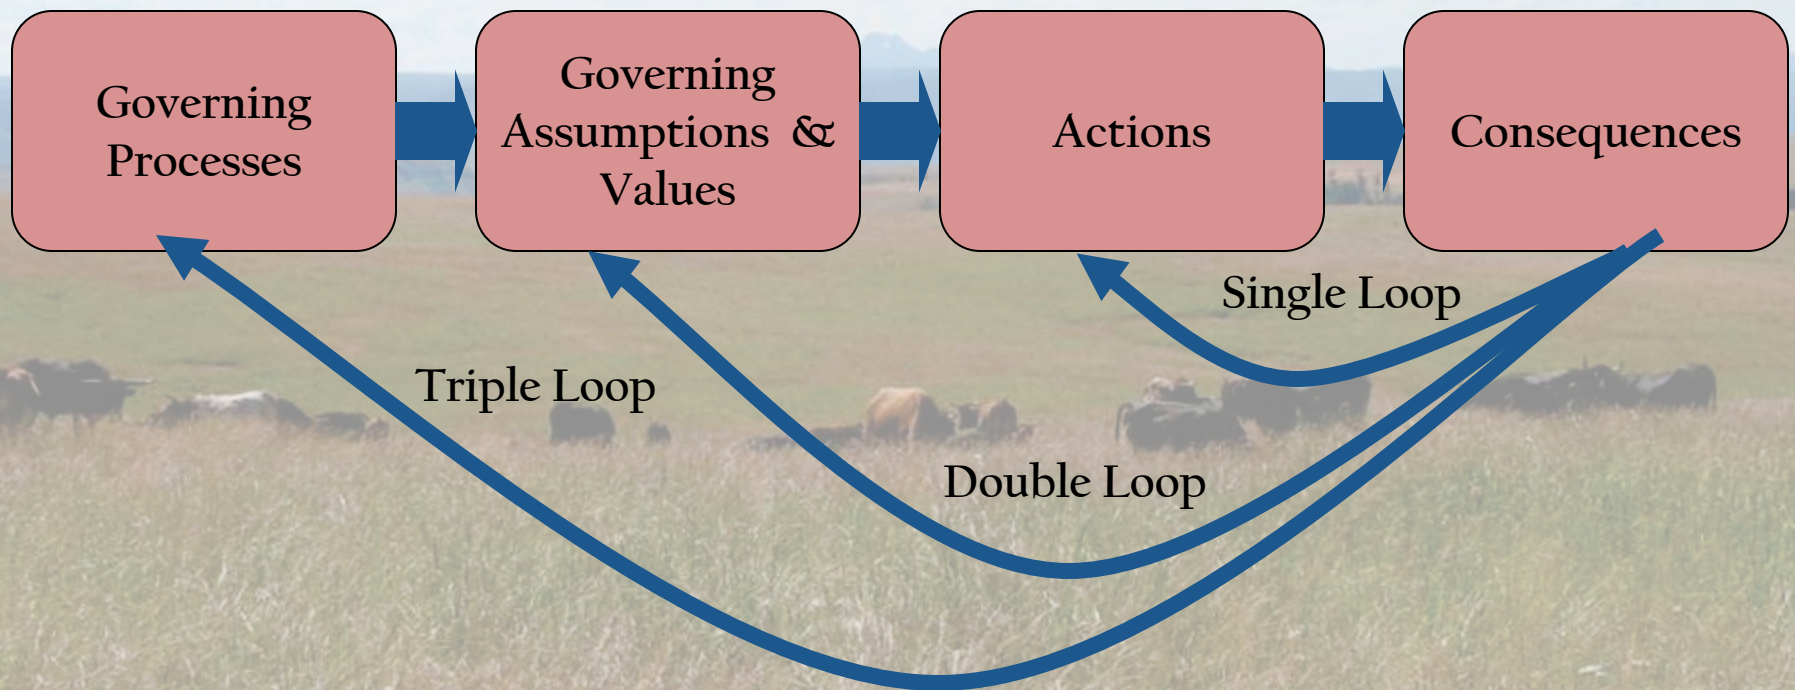 Governing
Processes
Governing
Assumptions &
Values
Actions
Consequences
Single Loop
Triple Loop
Double Loop